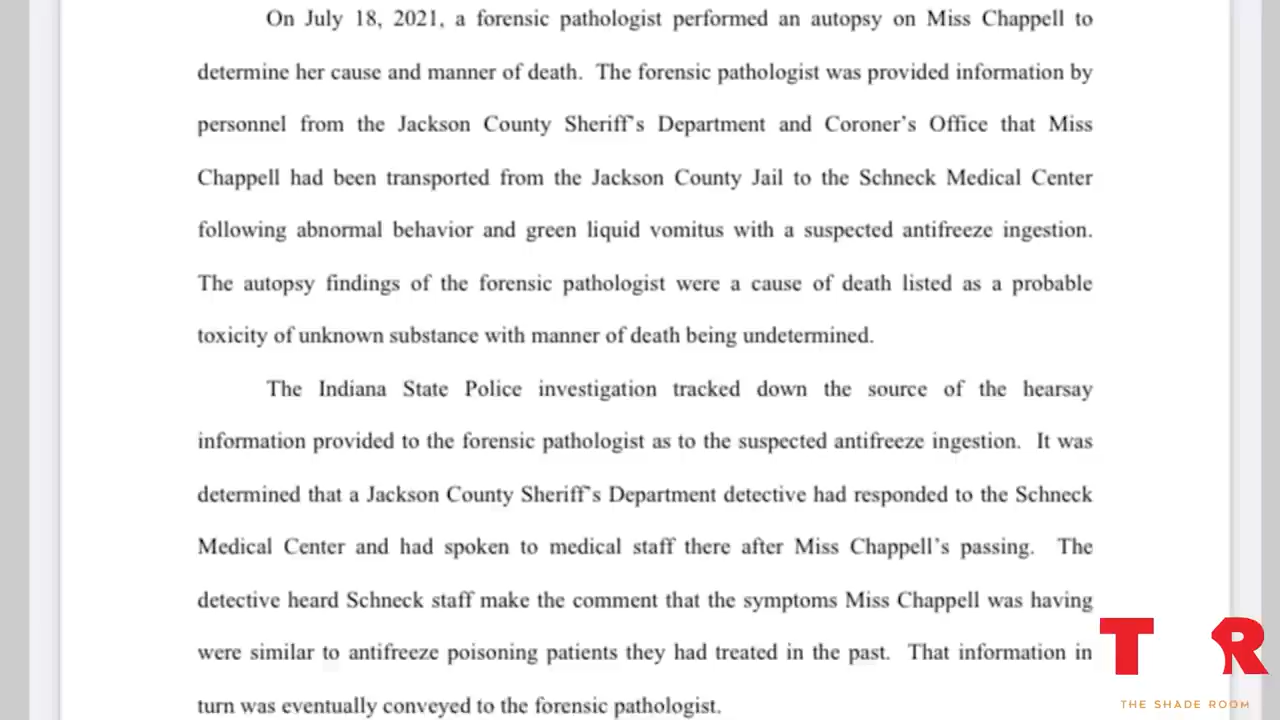 On July 18, 2021, a forensic pathologist performed an autopsy on Miss Chappell to
determine her cause and manner of death. The forensic pathologist was provided information by
personnel from the Jackson County Sheriff's Department and Coroner's Office that Miss
Chappell had been transported from the Jackson County Jail to the Schneck Medical Center
following abnormal behavior and green liquid vomitus with a suspected antifreeze ingestion.
The autopsy findings of the forensic pathologist were a cause of death listed as a probable
toxicity of unknown substance with manner of death being undetermined.
The Indiana State Police investigation tracked down the source of the hearsay
information provided to the forensic pathologist as to the suspected antifreeze ingestion. It was
determined that a Jackson County Sheriff's Department detective had responded to the Schneck
Medical Center and had spoken to medical staff there after Miss Chappell's passing. The
detective heard Schneck staff make the comment that the symptoms Miss Chappell was having
were similar to antifreeze poisoning patients they had treated in the past. That information in
turn was eventually conveyed to the forensic pathologist.
T R
THE SHADE ROOM